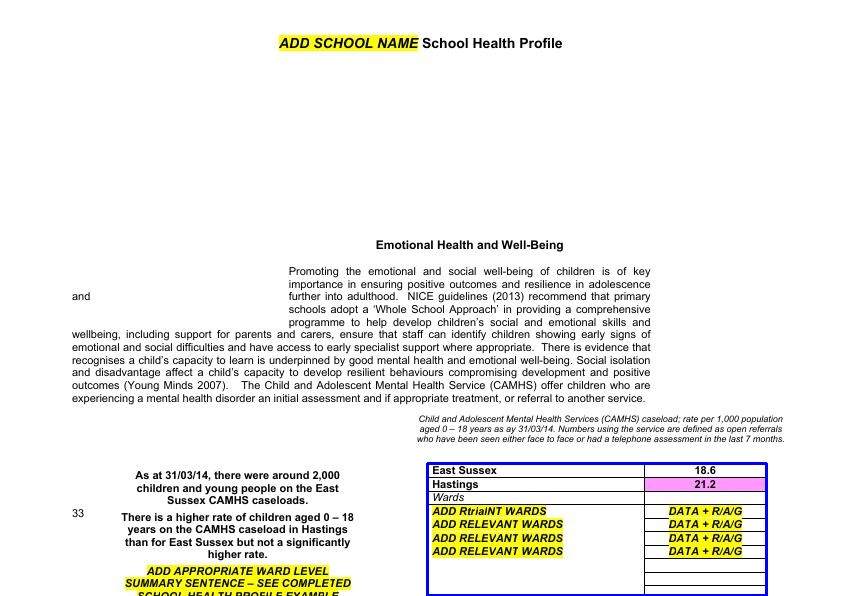 ADD SCHOOL NAME School Health Profile
Emotional Health and Well-Being
Promoting the emotional and social well-being of children is of key
importance in ensuring positive outcomes and resilience in adolescence
and
further into adulthood. NICE guidelines (2013) recommend that primary
schools adopt a ‘Whole School Approach’ in providing a comprehensive
programme to help develop children’s social and emotional skills and
wellbeing, including support for parents and carers, ensure that staff can identify children showing early signs of
emotional and social difficulties and have access to early specialist support where appropriate. There is evidence that
recognises a child’s capacity to learn is underpinned by good mental health and emotional well-being. Social isolation
and disadvantage affect a child’s capacity to develop resilient behaviours compromising development and positive
outcomes (Young Minds 2007). The Child and Adolescent Mental Health Service (CAMHS) offer children who are
experiencing a mental health disorder an initial assessment and if appropriate treatment, or referral to another service.
Child and Adolescent Mental Health Services (CAMHS) caseload; rate per 1,000 population
aged 0 – 18 years as ay 31/03/14. Numbers using the service are defined as open referrals
who have been seen either face to face or had a telephone assessment in the last 7 months.
As at 31/03/14, there were around 2,000
children and young people on the East
Sussex CAMHS caseloads.
33
There is a higher rate of children aged 0 – 18
years on the CAMHS caseload in Hastings
than for East Sussex but not a significantly
higher rate.
ADD APPROPRIATE WARD LEVEL
SUMMARY SENTENCE – SEE COMPLETED
SCHOOL HEALTH PROFILE EXAMPLE
East Sussex 18.6
Hastings 21.2
Wards
ADD RtriaINT WARDS DATA + R/A/G
ADD RELEVANT WARDS DATA + R/A/G
ADD RELEVANT WARDS DATA + R/A/G
ADD RELEVANT WARDS DATA + R/A/G